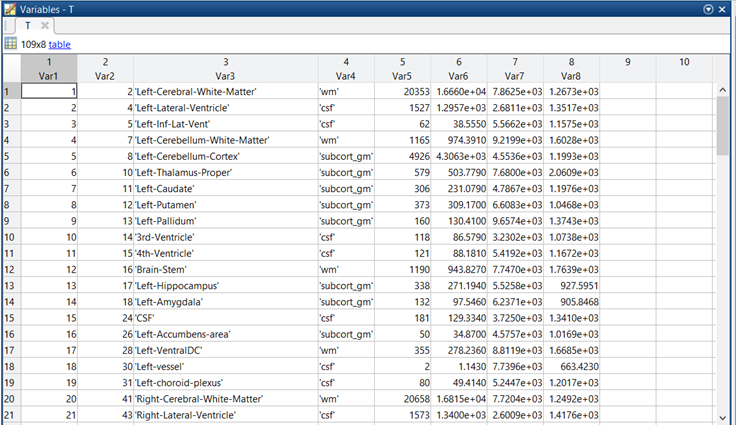 Variables - T
T
109x8 table
1 2 3 4 5 6 7 8 9 10
Var1 Var2 Var3 Var4 Var5 Var6 Var7 Var8
1 1 2 'Left-Cerebral-White-Matter' 'wm' 20353 1.6660e+04 7.8625e+03 1.2673e+03
2 2 4 'Left-Lateral-Ventricle' 'csf' 1527 1.2957e+03 2.6811e+03 1.3517e+03
3 3 5 'Left-Inf-Lat-Vent' 'csf' 62 38.5550 5.5662e+03 1.1575e+03
4 4 7 'Left-Cerebellum-White-Matter' 'wm' 1165 974.3910 9.2199e+03 1.6028e+03
5 5 8 'Left-Cerebellum-Cortex' 'subcort_gm' 4926 4.3063e+03 4.5536e+03 1.1993e+03
6 6 10 'Left-Thalamus-Proper' 'subcort_gm' 579 503.7790 7.6800e+03 2.0609e+03
7 7 11 'Left-Caudate' 'subcort_gm' 306 231.0790 4.7867e+03 1.1976e+03
8 8 12 'Left-Putamen' 'subcort_gm' 373 309.1700 6.6083e+03 1.0468e+03
9 9 13 'Left-Pallidum' 'subcort_gm' 160 130.4100 9.6574e+03 1.3743e+03
10 10 14 '3rd-Ventricle' 'csf' 118 86.5790 3.2302e+03 1.0738e+03
11 11 15 '4th-Ventricle' 'csf' 121 88.1810 5.4192e+03 1.1672e+03
12 12 16 'Brain-Stem' 'wm' 1190 943.8270 7.7470e+03 1.7639e+03
13 13 17 'Left-Hippocampus' 'subcort_gm' 338 271.1940 5.5258e+03 927.5951
14 14 18 'Left-Amygdala' 'subcort_gm' 132 97.5460 6.2371e+03 905.8468
15 15 24 'CSF' 'csf' 181 129.3340 3.7250e+03 1.3410e+03
16 16 26 'Left-Accumbens-area' 'subcort_gm' 50 34.8700 4.5757e+03 1.0169e+03
17 17 28 'Left-VentralDC' 'wm' 355 278.2360 8.8119e+03 1.6685e+03
18 18 30 'Left-vessel' 'csf' 2 1.1430 7.7396e+03 663.4230
19 19 31 'Left-choroid-plexus' 'csf' 80 49.4140 5.2447e+03 1.2017e+03
20 20 41 'Right-Cerebral-White-Matter' 'wm' 20658 1.6815e+04 7.7204e+03 1.2492e+03
21 21 43 'Right-Lateral-Ventricle' 'csf' 1573 1.3400e+03 2.6009e+03 1.4176e+03